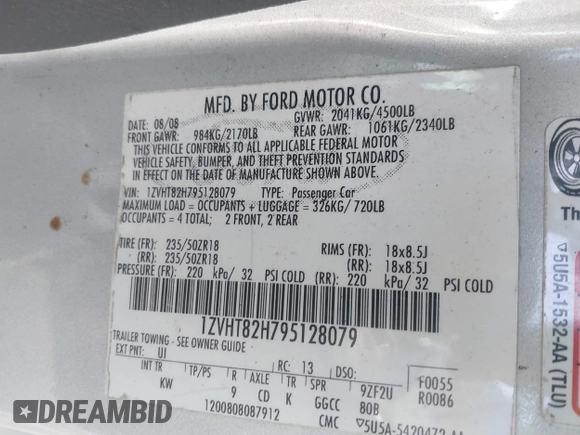 MFD. BY FORD MOTOR CO.
DATE: 08/08 GVWR: 2041KG/4500LB
FRONT GAWR: 984KG/2170LB REAR GAWR: 1061KG/2340LB
THIS VEHICLE CONFORMS TO ALL APPLICABLE FEDERAL MOTOR
VEHICLE SAFETY, BUMPER, AND THEFT PREVENTION STANDARDS
IN EFFECT ON THE DATE OF MANUFACTURE SHOWN ABOVE.
VIN: 1ZVHT82H795128079 TYPE: Passenger Car
MAXIMUM LOAD = OCCUPANTS + LUGGAGE = 326KG/720LB
OCCUPANTS = 4 TOTAL; 2 FRONT, 2 REAR
TIRE (FR): 235/50ZR18 RIMS (FR): 18x8.5J
(RR): 235/50ZR18 (RR): 18x8.5J
PRESSURE (FR): 220 kPa/ 32 PSI COLD (RR): 220 kPa/ 32 PSI COLD
1ZVHT82H795128079
TRAILER TOWING - SEE OWNER GUIDE
EXT PNT: UI RC: 13 DSO: F0055
INT TR TP/PS R AXLE TR SPR 9ZF2U R0086
KW 9 CD K GGCC 80B
1200808087912 CMC ▽5U5A-5420472-AA
Th
▽5U5A-1532-AA (TLU)
DREAMBID
DREAMBID